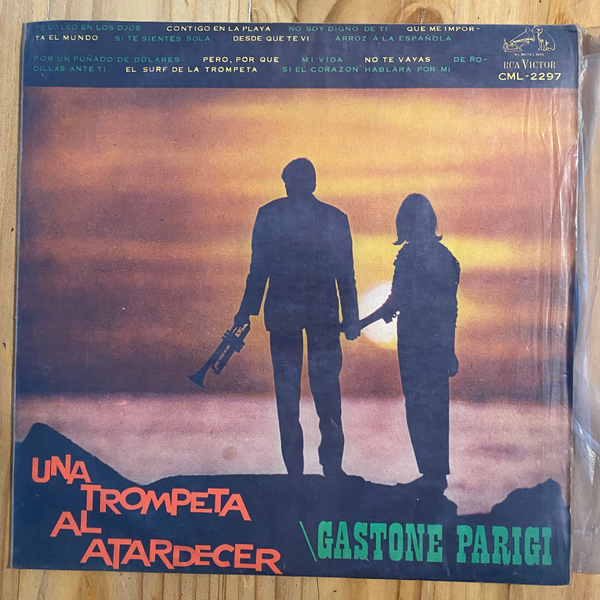 TE LO LEO EN LOS OJOS CONTIGO EN LA PLAYA NO SOY DIGNO DE TI QUE ME IMPOR-
TA EL MUNDO SI TE SIENTES SOLA DESDE QUE TE VI ARROZ A LA ESPAÑOLA
POR UN PUÑADO DE DOLARES PERO, POR QUE MI VIDA NO TE VAYAS DE RO-
DILLAS ANTE TI EL SURF DE LA TROMPETA SI EL CORAZON HABLARA POR MI
RCA VICTOR
CML-2297
UNA
TROMPETA
AL
ATARDECER
\GASTONE PARIGI